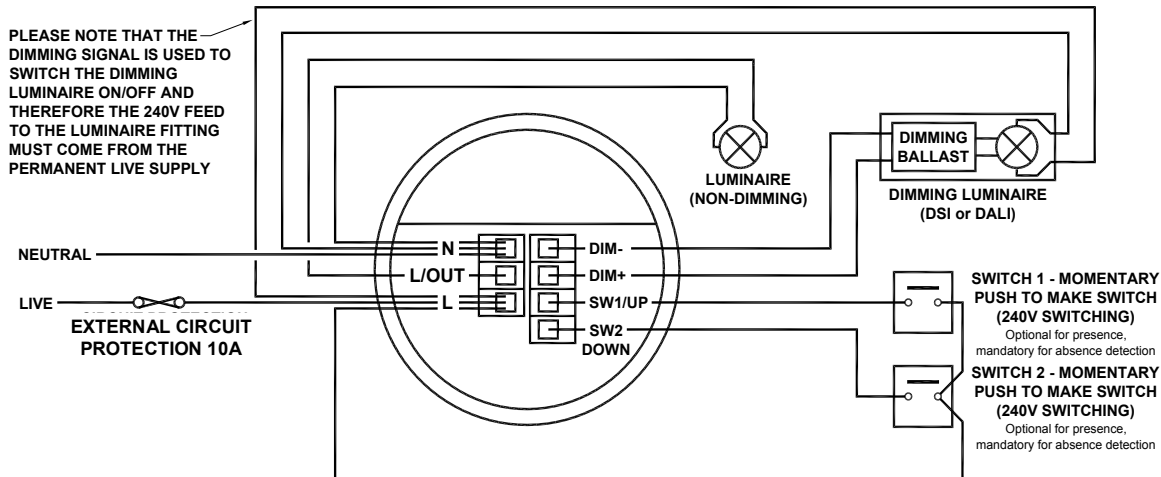 PLEASE NOTE THAT THE
DIMMING SIGNAL IS USED TO
SWITCH THE DIMMING
LUMINAIRE ON/OFF AND
THEREFORE THE 240V FEED
TO THE LUMINAIRE FITTING
MUST COME FROM THE
PERMANENT LIVE SUPPLY
LUMINAIRE
(NON-DIMMING)
DIMMING
BALLAST
DIMMING LUMINAIRE
(DSI or DALI)
NEUTRAL
LIVE
EXTERNAL CIRCUIT
PROTECTION 10A
N
L/OUT
L
DIM-
DIM+
SW1/UP
SW2
DOWN
SWITCH 1 - MOMENTARY
PUSH TO MAKE SWITCH
(240V SWITCHING)
Optional for presence,
mandatory for absence detection
SWITCH 2 - MOMENTARY
PUSH TO MAKE SWITCH
(240V SWITCHING)
Optional for presence,
mandatory for absence detection